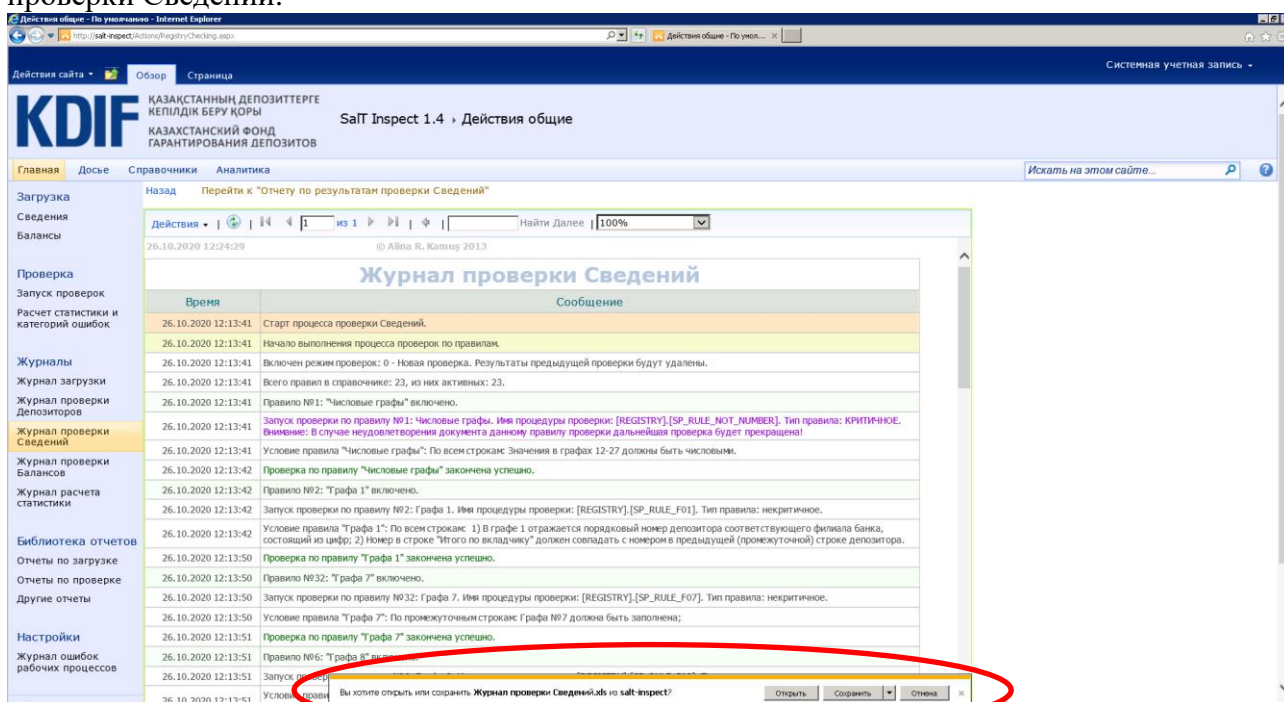 проверки Сведений.
Действия общие - По умолчанию - Internet Explorer
http://salt-inspect/Actions/RegistryChecking.aspx
Действия общие - По умол...
Системная учетная запись
Действия сайта
Обзор
Страница
KDIF
ҚАЗАҚСТАННЫҢ ДЕПОЗИТТЕРГЕ
КЕПІЛДІК БЕРУ ҚОРЫ
КАЗАХСТАНСКИЙ ФОНД
ГАРАНТИРОВАНИЯ ДЕПОЗИТОВ
SalT Inspect 1.4 › Действия общие
Главная Досье Справочники Аналитика
Искать на этом сайте...
Загрузка
Сведения
Балансы
Проверка
Запуск проверок
Расчет статистики и
категорий ошибок
Журналы
Журнал загрузки
Журнал проверки
Депозиторов
Журнал проверки
Сведений
Журнал проверки
Балансов
Журнал расчета
статистики
Библиотека отчетов
Отчеты по загрузке
Отчеты по проверке
Другие отчеты
Настройки
Журнал ошибок
рабочих процессов
Назад Перейти к "Отчету по результатам проверки Сведений"
Действия | 1 из 1 | Найти Далее | 100%
26.10.2020 12:24:29 © Alina R. Kamuş 2013
Журнал проверки Сведений
Время Сообщение
26.10.2020 12:13:41 Старт процесса проверки Сведений.
26.10.2020 12:13:41 Начало выполнения процесса проверок по правилам.
26.10.2020 12:13:41 Включен режим проверок: 0 - Новая проверка. Результаты предыдущей проверки будут удалены.
26.10.2020 12:13:41 Всего правил в справочнике: 23, из них активных: 23.
26.10.2020 12:13:41 Правило №1: "Числовые графы" включено.
26.10.2020 12:13:41 Запуск проверки по правилу №1: Числовые графы. Имя процедуры проверки: [REGISTRY].[SP_RULE_NOT_NUMBER]. Тип правила: КРИТИЧНОЕ.
Внимание: В случае неудовлетворения документа данному правилу проверки дальнейшая проверка будет прекращена!
26.10.2020 12:13:41 Условие правила "Числовые графы": По всем строкам: Значения в графах 12-27 должны быть числовыми.
26.10.2020 12:13:42 Проверка по правилу "Числовые графы" закончена успешно.
26.10.2020 12:13:42 Правило №2: "Графа 1" включено.
26.10.2020 12:13:42 Запуск проверки по правилу №2: Графа 1. Имя процедуры проверки: [REGISTRY].[SP_RULE_F01]. Тип правила: некритичное.
26.10.2020 12:13:42 Условие правила "Графа 1": По всем строкам: 1) В графе 1 отражается порядковый номер депозитора соответствующего филиала банка,
состоящий из цифр; 2) Номер в строке "Итого по вкладчику" должен совпадать с номером в предыдущей (промежуточной) строке депозитора.
26.10.2020 12:13:50 Проверка по правилу "Графа 1" закончена успешно.
26.10.2020 12:13:50 Правило №32: "Графа 7" включено.
26.10.2020 12:13:50 Запуск проверки по правилу №32: Графа 7. Имя процедуры проверки: [REGISTRY].[SP_RULE_F07]. Тип правила: некритичное.
26.10.2020 12:13:50 Условие правила "Графа 7": По промежуточным строкам: Графа №7 должна быть заполнена;
26.10.2020 12:13:51 Проверка по правилу "Графа 7" закончена успешно.
26.10.2020 12:13:51 Правило №6: "Графа 8"
26.10.2020 12:13:51 Запуск
26.10.2020 12:13:51 Условие
Вы хотите открыть или сохранить Журнал проверки Сведений.xls из salt-inspect?
Открыть Сохранить Отмена